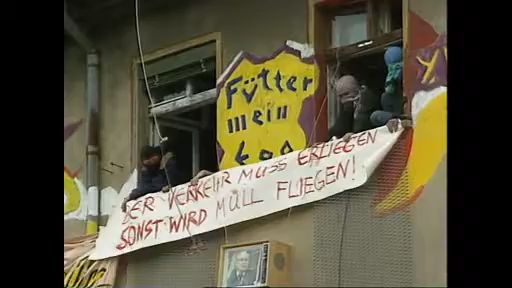 Fütter
mein
ego
DER VERKEHR MUSS ERLIEGEN
SONST WIRD MÜLL FLIEGEN!